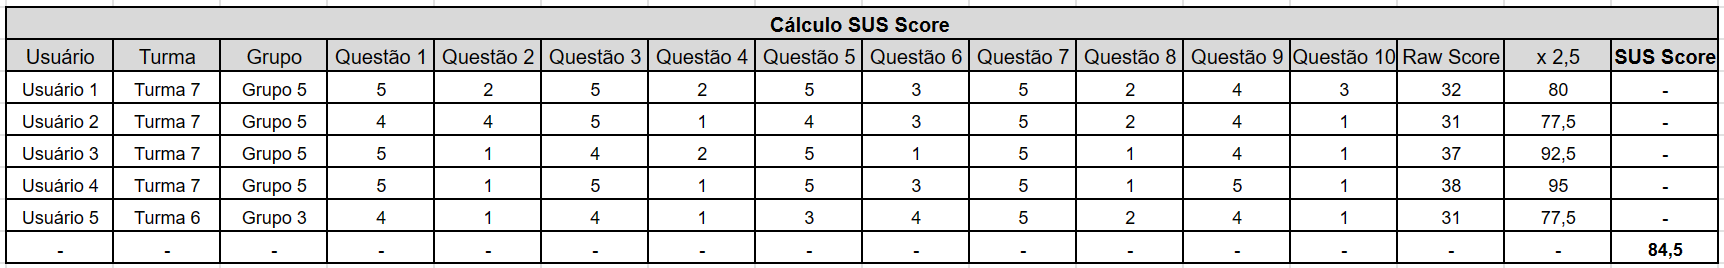 Cálculo SUS Score
Usuário Turma Grupo Questão 1 Questão 2 Questão 3 Questão 4 Questão 5 Questão 6 Questão 7 Questão 8 Questão 9 Questão 10 Raw Score x 2,5 SUS Score
Usuário 1 Turma 7 Grupo 5 5 2 5 2 5 3 5 2 4 3 32 80 -
Usuário 2 Turma 7 Grupo 5 4 4 5 1 4 3 5 2 4 1 31 77,5 -
Usuário 3 Turma 7 Grupo 5 5 1 4 2 5 1 5 1 4 1 37 92,5 -
Usuário 4 Turma 7 Grupo 5 5 1 5 1 5 3 5 1 5 1 38 95 -
Usuário 5 Turma 6 Grupo 3 4 1 4 1 3 4 5 2 4 1 31 77,5 -
- - - - - - - - - - - - - - - 84,5